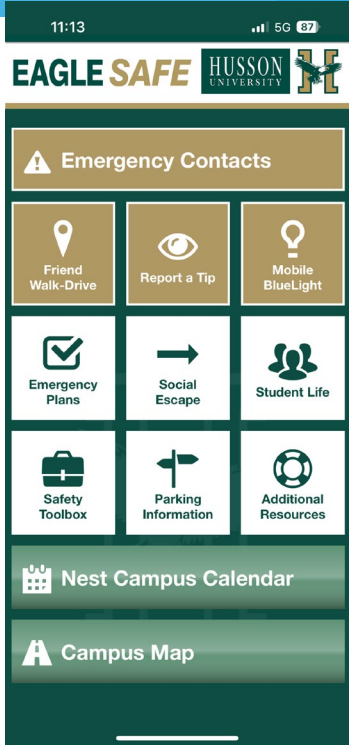 11:13
5G 87
EAGLE SAFE
HUSSON
UNIVERSITY
H
Emergency Contacts
Friend
Walk-Drive
Report a Tip
Mobile
BlueLight
Emergency
Plans
Social
Escape
Student Life
Safety
Toolbox
Parking
Information
Additional
Resources
Nest Campus Calendar
Campus Map